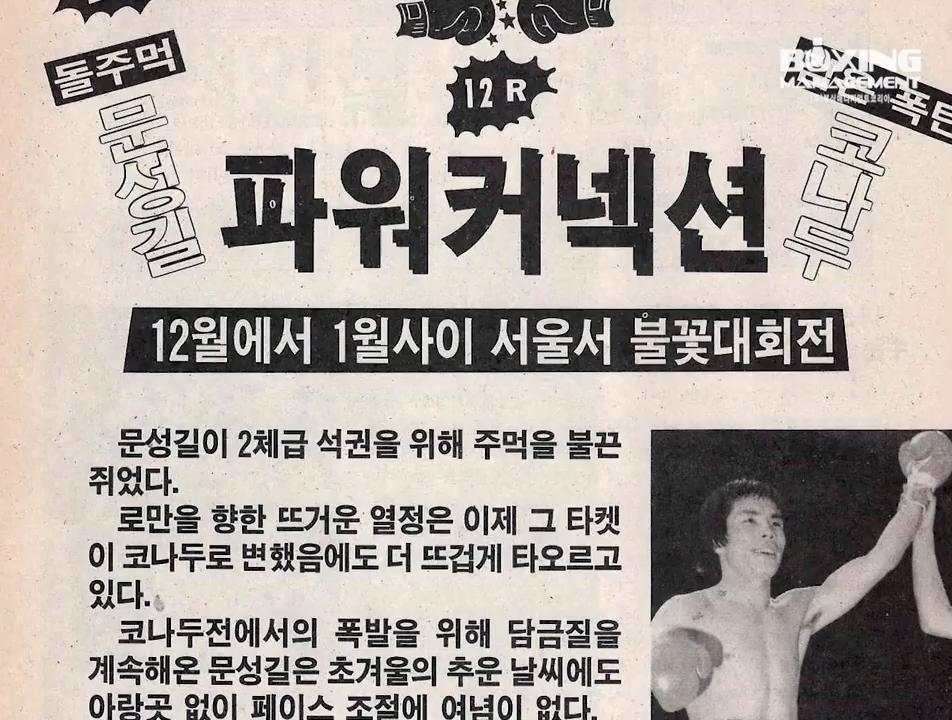 BOXING
MANAGEMENT
12 R
돌주먹
문성길
파워커넥션
코나두
12월에서 1월사이 서울서 불꽃대회전
문성길이 2체급 석권을 위해 주먹을 불끈
쥐었다.
로만을 향한 뜨거운 열정은 이제 그 타켓
이 코나두로 변했음에도 더 뜨겁게 타오르고
있다.
코나두전에서의 폭발을 위해 담금질을
계속해온 문성길은 초겨울의 추운 날씨에도
아랑곳 없이 페이스 조절에 여념이 없다.